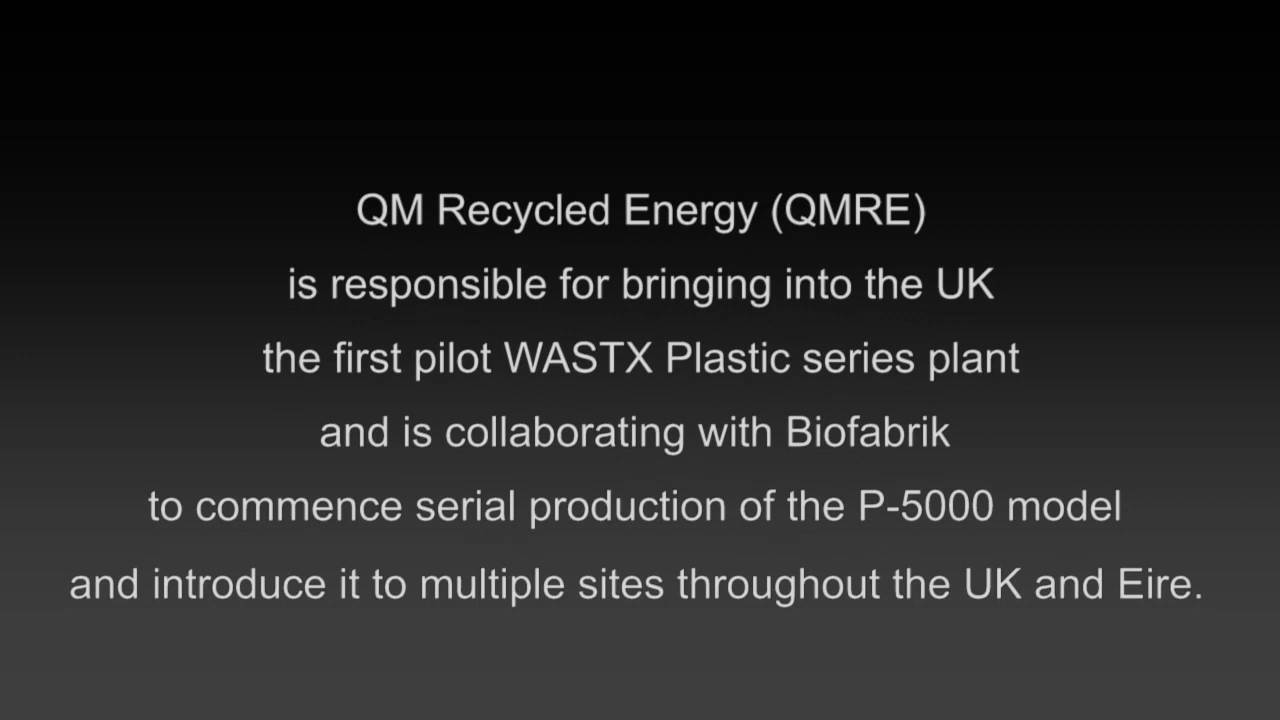 QM Recycled Energy (QMRE)
is responsible for bringing into the UK
the first pilot WASTX Plastic series plant
and is collaborating with Biofabrik
to commence serial production of the P-5000 model
and introduce it to multiple sites throughout the UK and Eire.